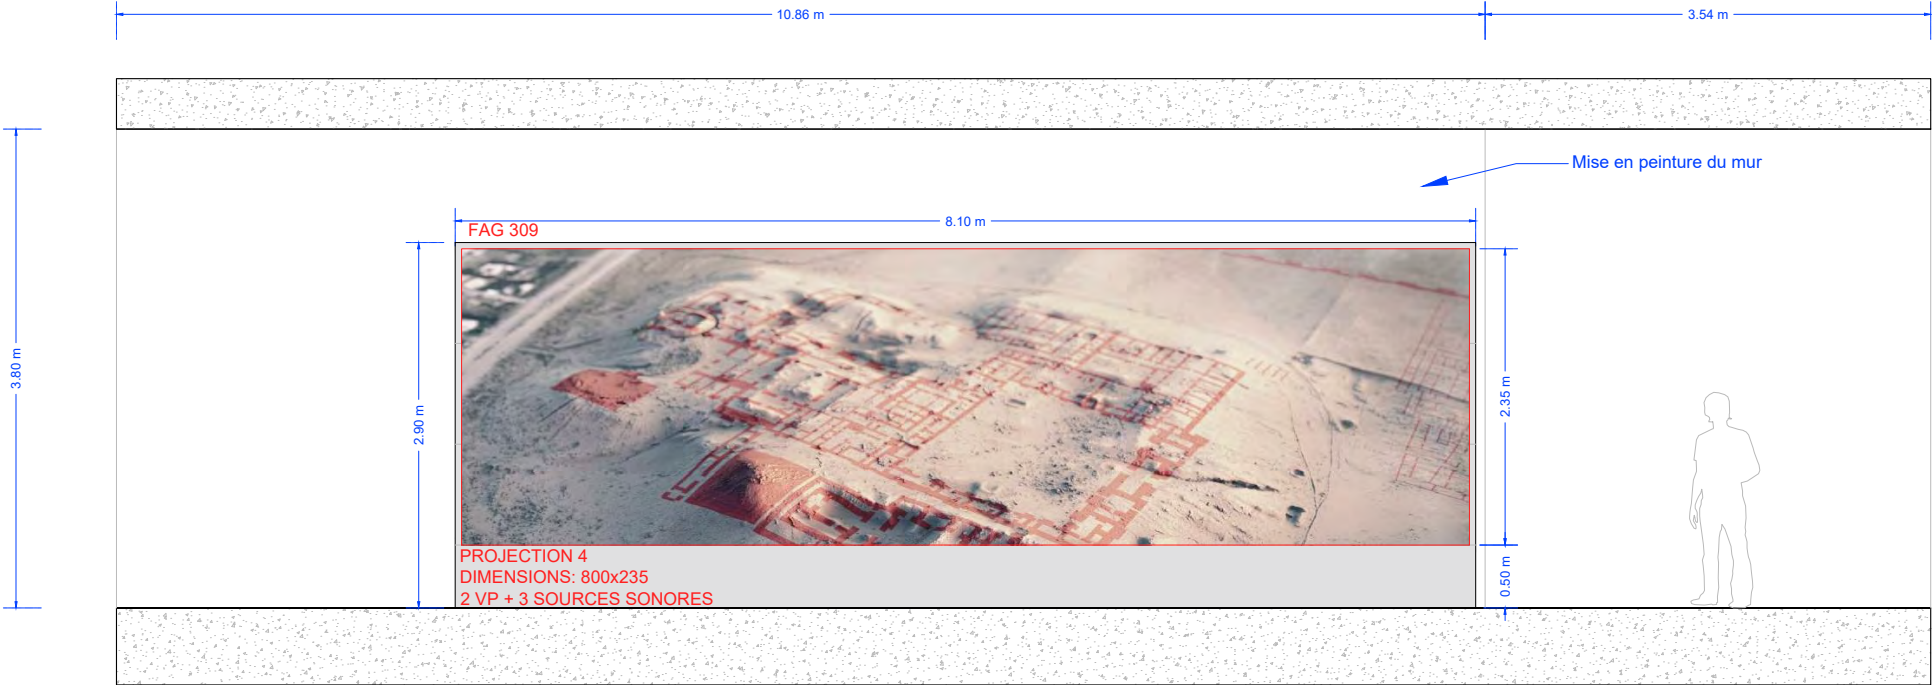 10.86 m
3.54 m
Mise en peinture du mur
8.10 m
FAG 309
3.80 m
2.90 m
2.35 m
PROJECTION 4
DIMENSIONS: 800x235
2 VP + 3 SOURCES SONORES
0.50 m